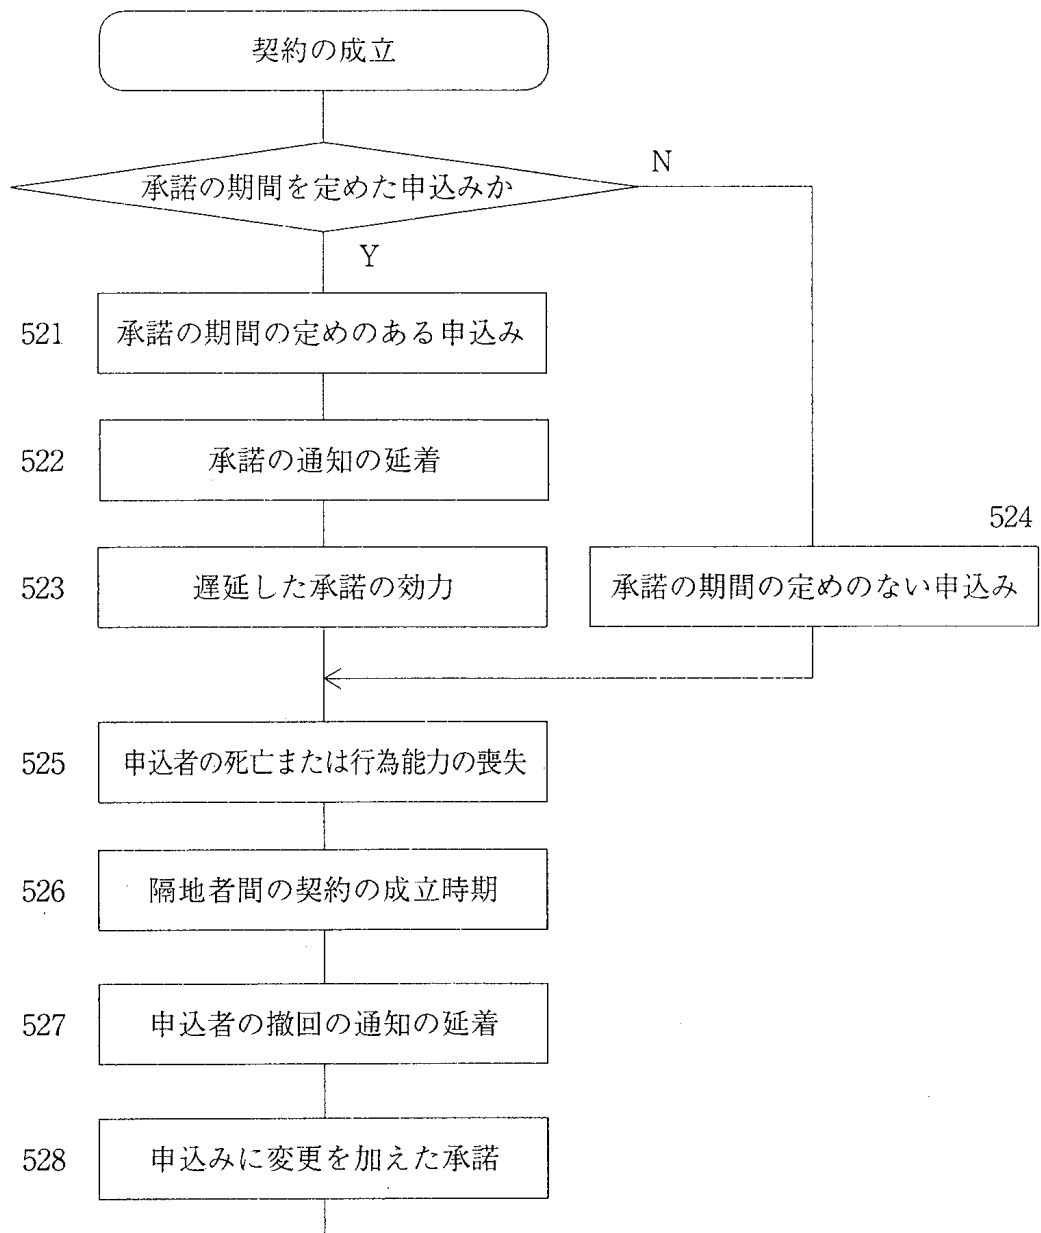 契約の成立
承諾の期間を定めた申込みか
N
Y
521
承諾の期間の定めのある申込み
522
承諾の通知の延着
523
遅延した承諾の効力
524
承諾の期間の定めのない申込み
525
申込者の死亡または行為能力の喪失
526
隔地者間の契約の成立時期
527
申込者の撤回の通知の延着
528
申込みに変更を加えた承諾